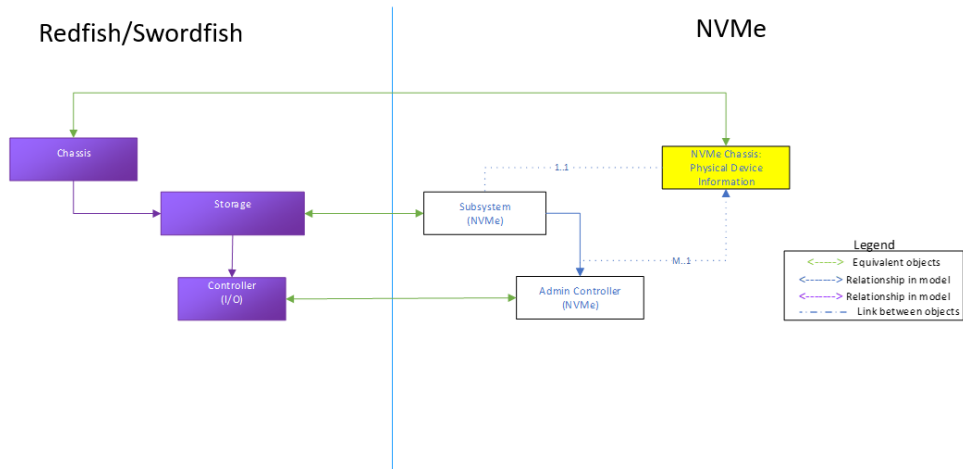 Redfish/Swordfish
NVMe
Chassis
NVMe Chassis:
Physical Device
Information
1..1
Storage
Subsystem
(NVMe)
M..1
Controller
(I/O)
Admin Controller
(NVMe)
Legend
Equivalent objects
Relationship in model
Relationship in model
Link between objects